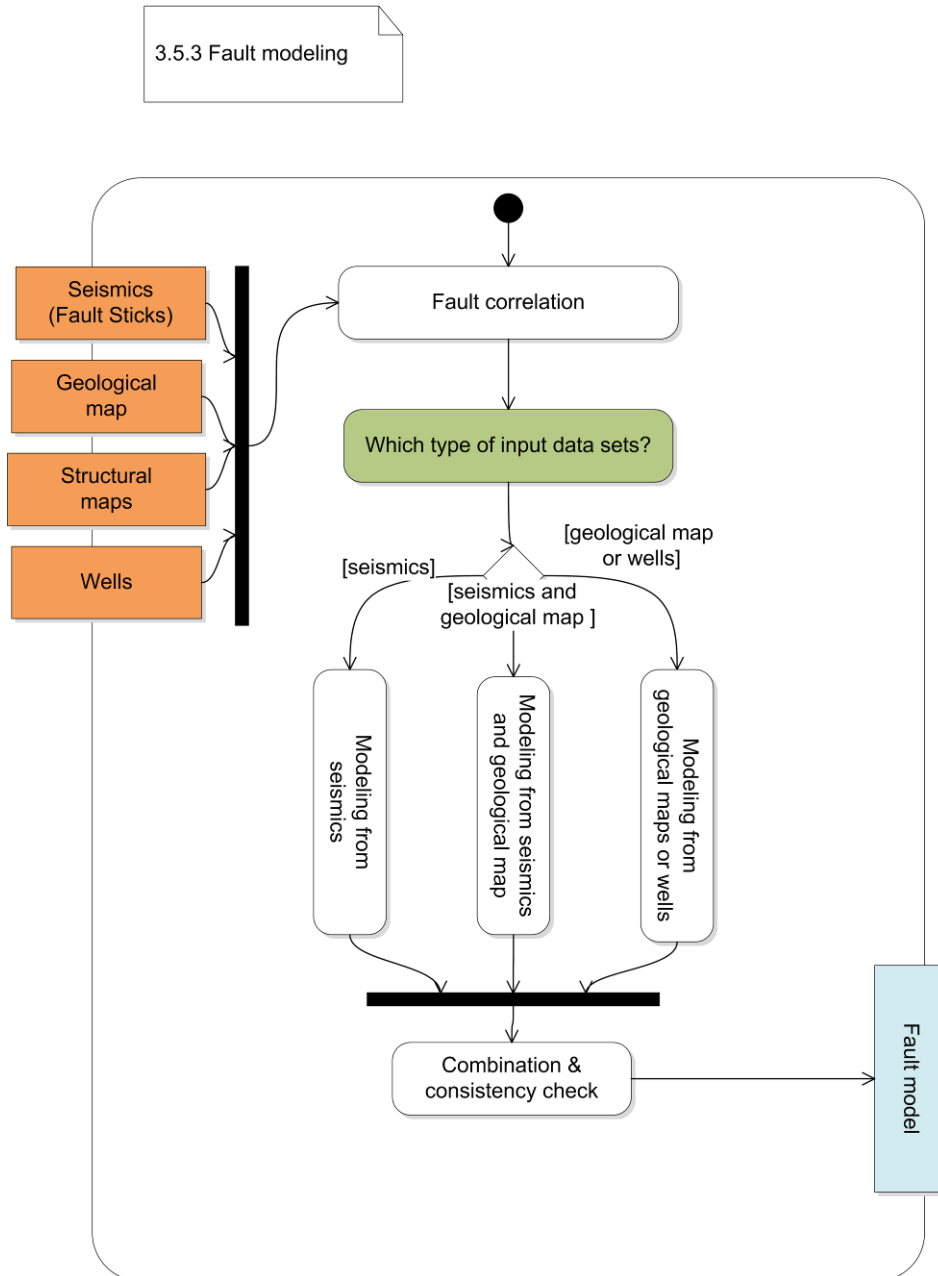 3.5.3 Fault modeling
Seismics
(Fault Sticks)
Geological
map
Structural
maps
Wells
Fault correlation
Which type of input data sets?
[seismics]
[seismics and
geological map ]
[geological map
or wells]
Modeling from
seismics
Modeling from seismics
and geological map
Modeling from
geological maps or wells
Combination &
consistency check
Fault model